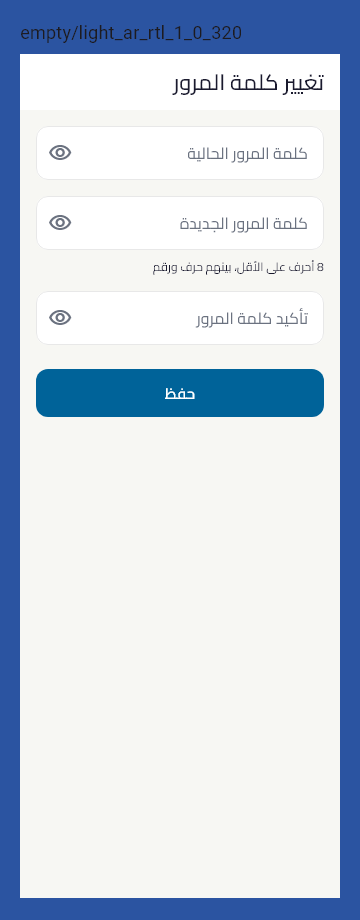 empty/light_ar_rtl_1_0_320
تغيير كلمة المرور
كلمة المرور الحالية
كلمة المرور الجديدة
8 أحرف على الأقل، بينهم حرف ورقم
تأكيد كلمة المرور
حفظ